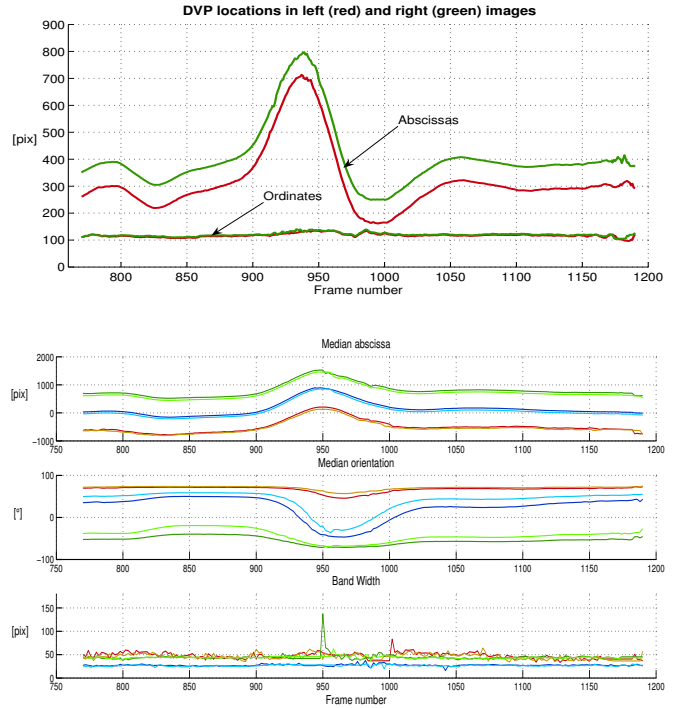 DVP locations in left (red) and right (green) images
900
800
700
600
500
400
300
200
100
0
[pix]
Abscissas
Ordinates
800 850 900 950 1000 1050 1100 1150 1200
Frame number
Median abscissa
2000
1000
0
−1000
[pix]
750 800 850 900 950 1000 1050 1100 1150 1200
Median orientation
100
0
−100
[°]
750 800 850 900 950 1000 1050 1100 1150 1200
Band Width
150
100
50
0
[pix]
750 800 850 900 950 1000 1050 1100 1150 1200
Frame number